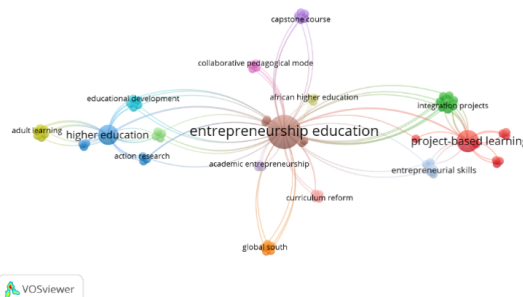 capstone course
collaborative pedagogical mode
african higher education
educational development
integration projects
adult learning
higher education
entrepreneurship education
project-based learning
action research
academic entrepreneurship
entrepreneurial skills
curriculum reform
global south
VOSviewer